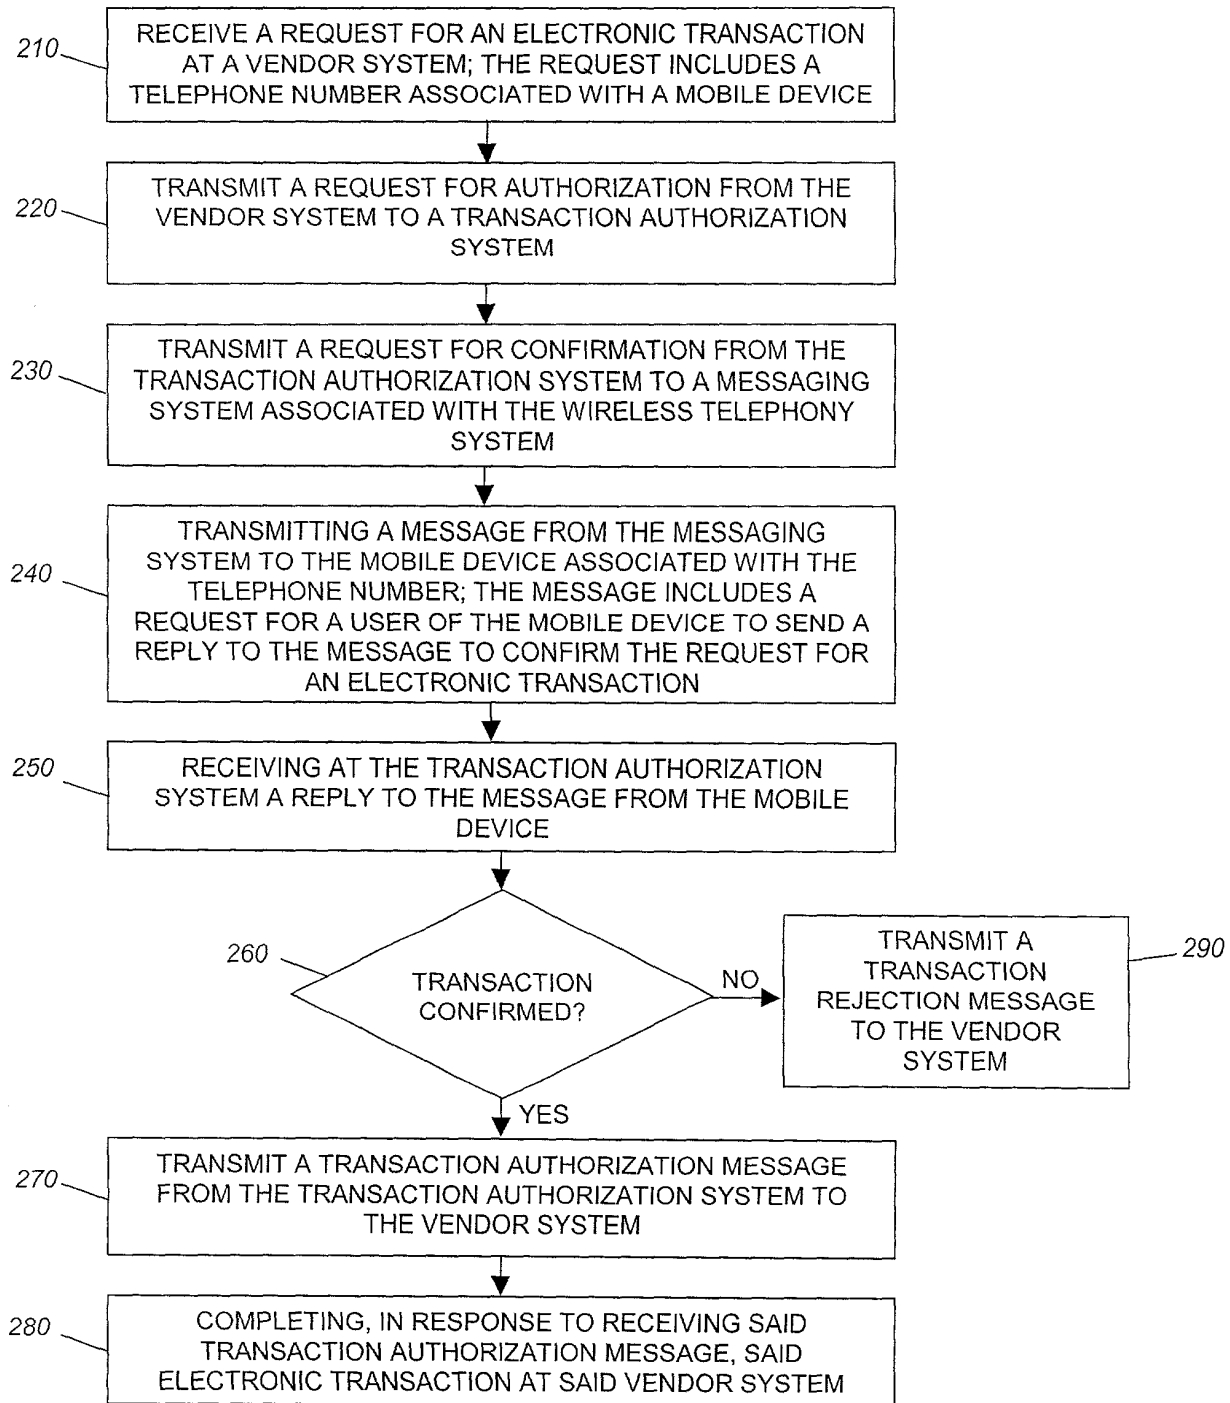 210
RECEIVE A REQUEST FOR AN ELECTRONIC TRANSACTION
AT A VENDOR SYSTEM; THE REQUEST INCLUDES A
TELEPHONE NUMBER ASSOCIATED WITH A MOBILE DEVICE
220
TRANSMIT A REQUEST FOR AUTHORIZATION FROM THE
VENDOR SYSTEM TO A TRANSACTION AUTHORIZATION
SYSTEM
230
TRANSMIT A REQUEST FOR CONFIRMATION FROM THE
TRANSACTION AUTHORIZATION SYSTEM TO A MESSAGING
SYSTEM ASSOCIATED WITH THE WIRELESS TELEPHONY
SYSTEM
240
TRANSMITTING A MESSAGE FROM THE MESSAGING
SYSTEM TO THE MOBILE DEVICE ASSOCIATED WITH THE
TELEPHONE NUMBER; THE MESSAGE INCLUDES A
REQUEST FOR A USER OF THE MOBILE DEVICE TO SEND A
REPLY TO THE MESSAGE TO CONFIRM THE REQUEST FOR
AN ELECTRONIC TRANSACTION
250
RECEIVING AT THE TRANSACTION AUTHORIZATION
SYSTEM A REPLY TO THE MESSAGE FROM THE MOBILE
DEVICE
260
TRANSACTION
CONFIRMED?
NO
290
TRANSMIT A
TRANSACTION
REJECTION MESSAGE
TO THE VENDOR
SYSTEM
YES
270
TRANSMIT A TRANSACTION AUTHORIZATION MESSAGE
FROM THE TRANSACTION AUTHORIZATION SYSTEM TO
THE VENDOR SYSTEM
280
COMPLETING, IN RESPONSE TO RECEIVING SAID
TRANSACTION AUTHORIZATION MESSAGE, SAID
ELECTRONIC TRANSACTION AT SAID VENDOR SYSTEM